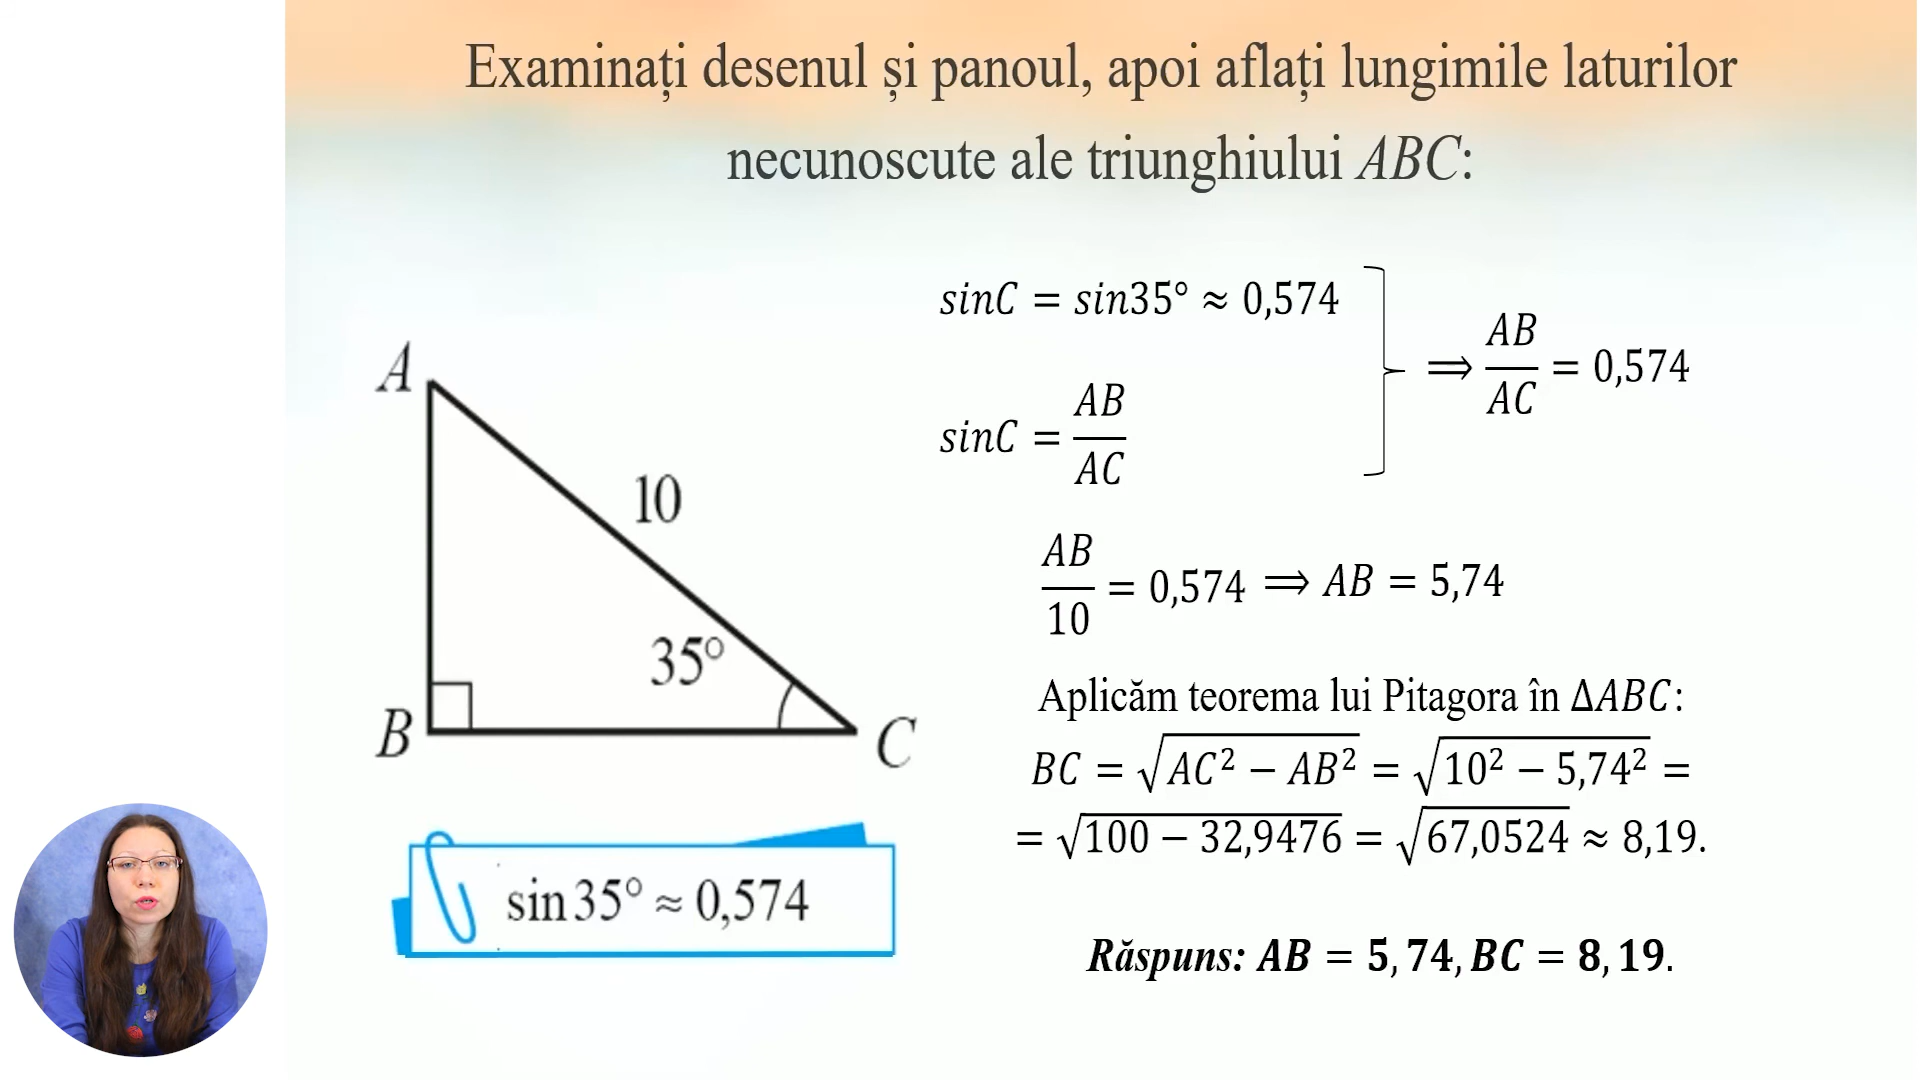 Examinați desenul și panoul, apoi aflați lungimile laturilor
necunoscute ale triunghiului ABC:
sinC = sin35° ≈ 0,574
sinC = AB/AC
⟹ AB/AC = 0,574
AB/10 = 0,574 ⟹ AB = 5,74
Aplicăm teorema lui Pitagora în ΔABC:
BC = √(AC² − AB²) = √(10² − 5,74²) =
= √(100 − 32,9476) = √67,0524 ≈ 8,19.
Răspuns: AB = 5,74, BC = 8,19.
A
10
35°
B
C
sin 35° ≈ 0,574